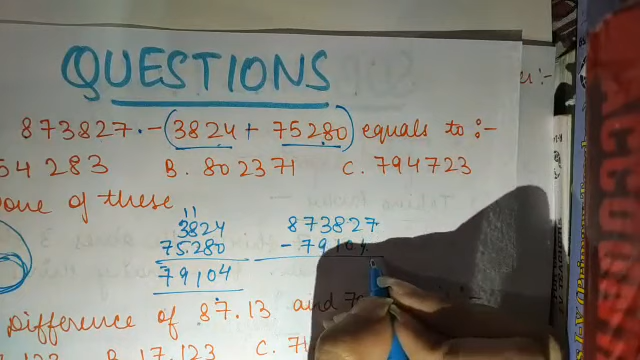 QUESTIONS
873827 - (3824 + 75280) equals to :-
54283 B. 802371 C. 794723
one of these
11
3824 873827
75280 - 79104
79104
Difference of 87.13 and
B. 17.123 C.